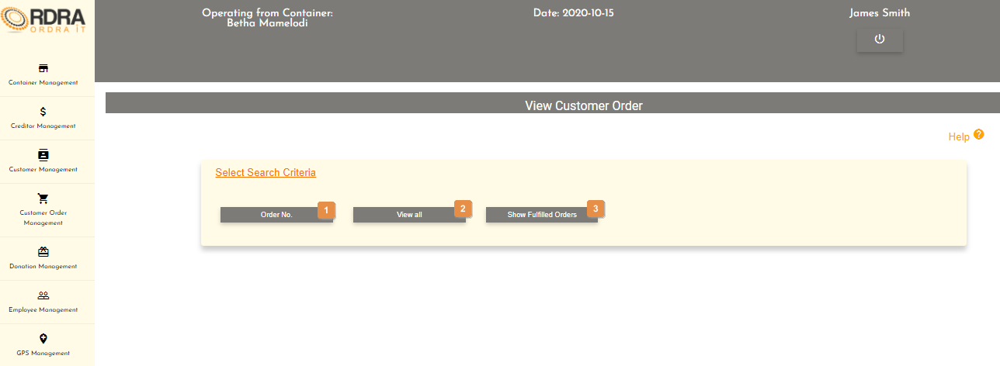 RDRA
ORDRA IT
Operating from Container:
Betha Mamelodi
Date: 2020-10-15
James Smith
Container Management
Creditor Management
Customer Management
Customer Order
Management
Donation Management
Employee Management
GPS Management
View Customer Order
Help ?
Select Search Criteria
Order No. 1
View all 2
Show Fulfilled Orders 3